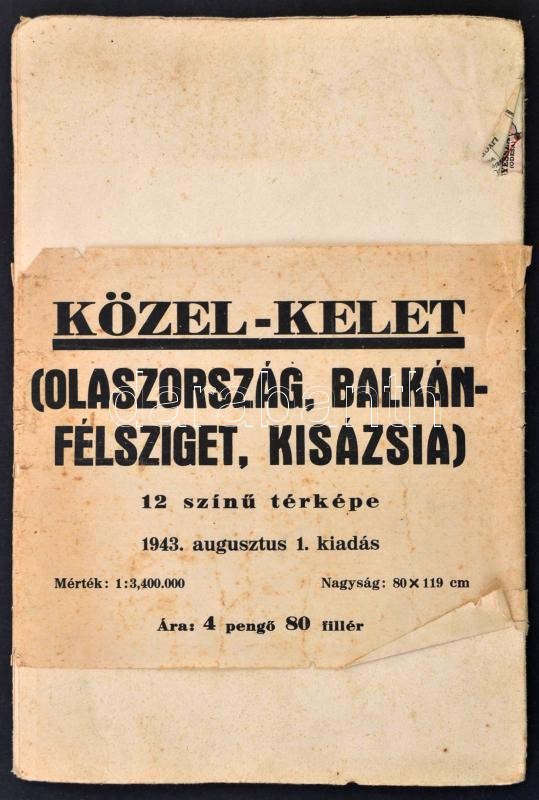 KÖZEL-KELET
(OLASZORSZÁG, BALKÁN-
FÉLSZIGET, KISÁZSIA)
darabanth
12 színű térképe
1943. augusztus 1. kiadás
Mérték: 1:3,400.000 Nagyság: 80×119 cm
Ára: 4 pengő 80 fillér